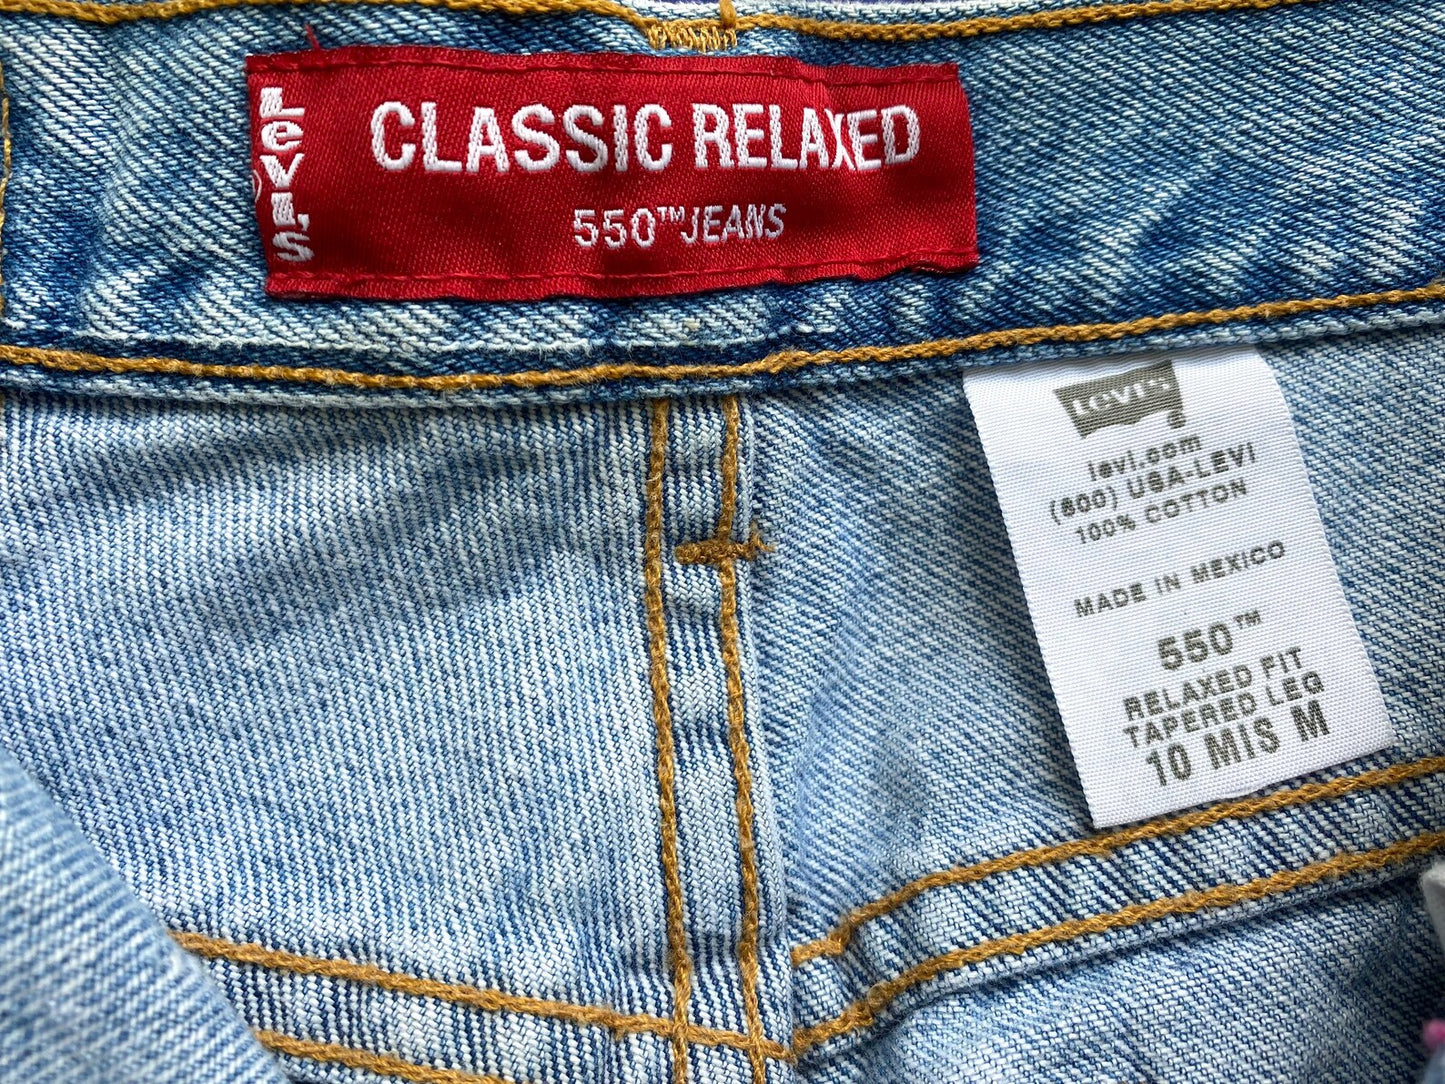 LEVI'S
®
CLASSIC RELAXED
550™ JEANS
LEVI'S
levi.com
(800) USA-LEVI
100% COTTON
MADE IN MEXICO
550™
RELAXED FIT
TAPERED LEG
10 MIS M